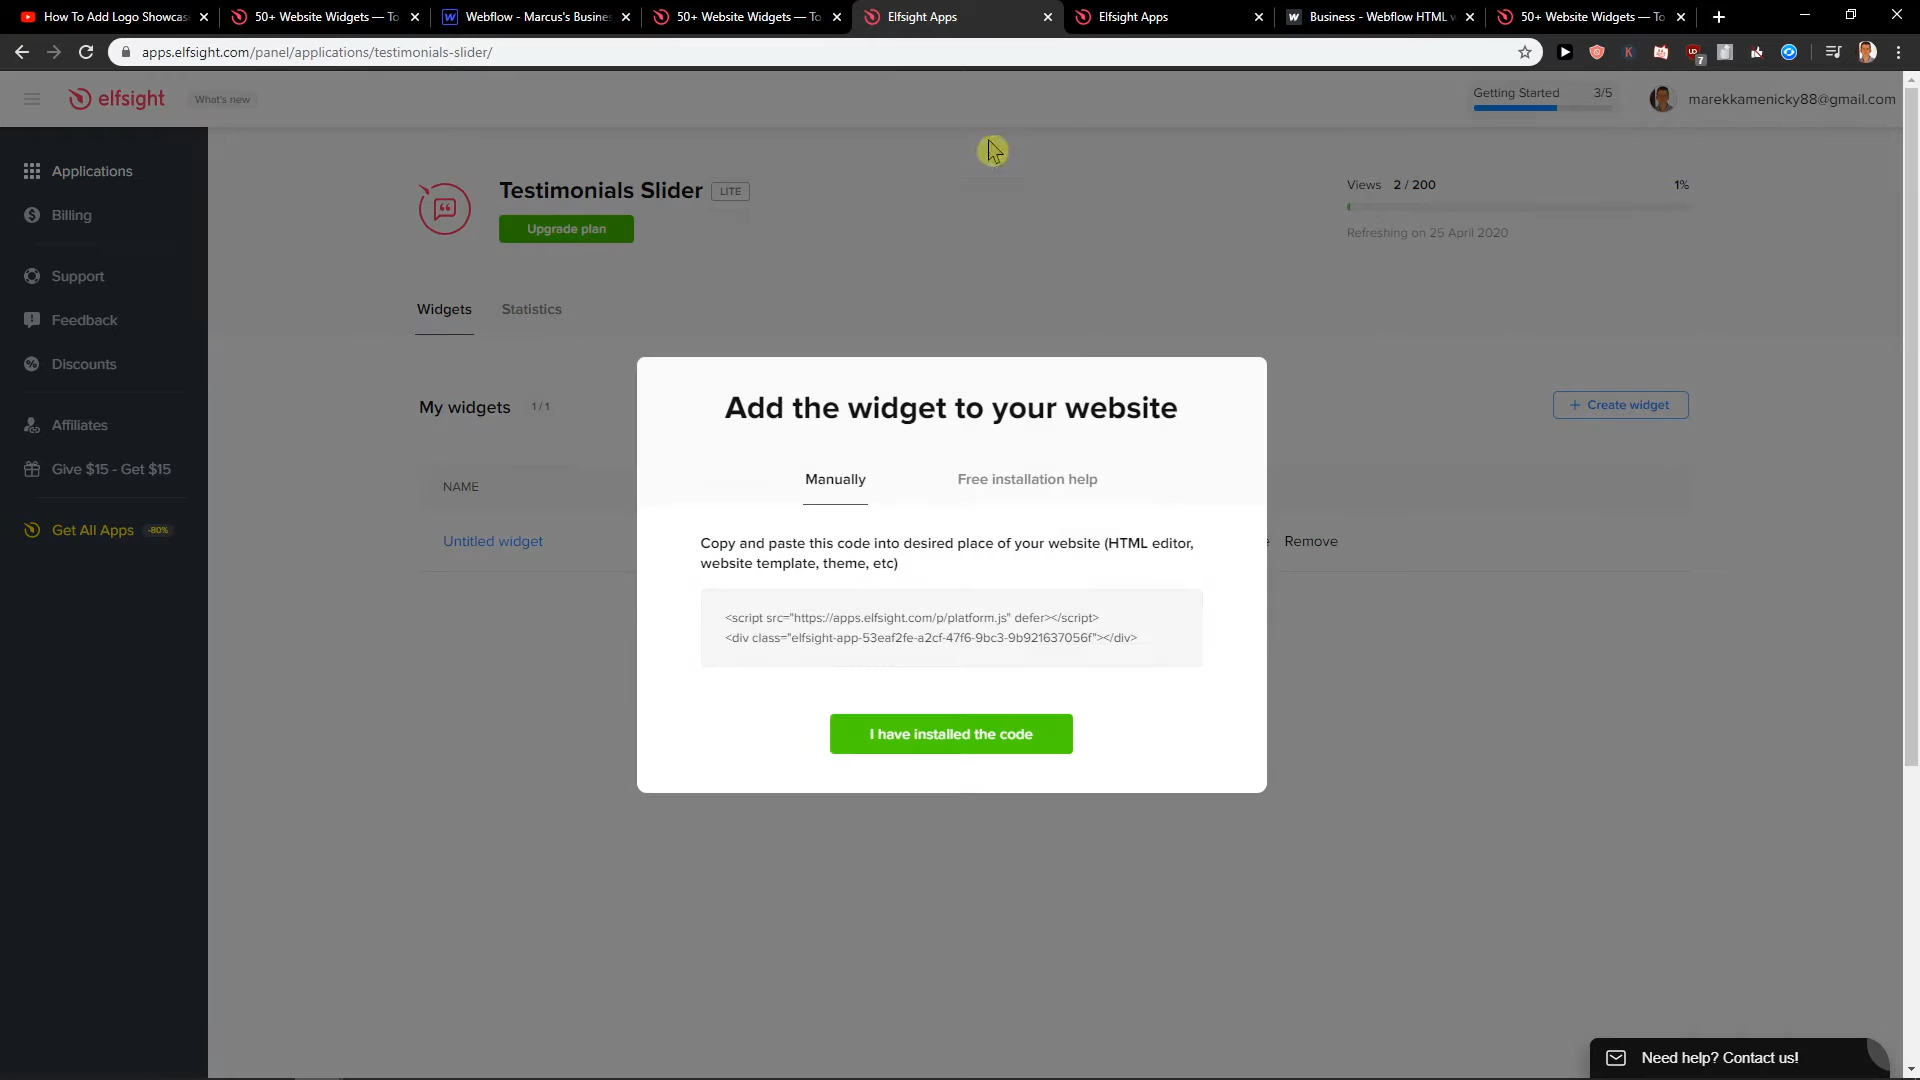 How To Add Logo Showcas
50+ Website Widgets — To
Webflow - Marcus's Busines
50+ Website Widgets — To
Elfsight Apps
Elfsight Apps
Business - Webflow HTML w
50+ Website Widgets — To
apps.elfsight.com/panel/applications/testimonials-slider/
7
elfsight
What's new
Getting Started 3/5
marekkamenicky88@gmail.com
Applications
Billing
Support
Feedback
Discounts
Affiliates
Give $15 - Get $15
Get All Apps -80%
Testimonials Slider LITE
Upgrade plan
Views 2 / 200 1%
Refreshing on 25 April 2020
Widgets Statistics
My widgets 1 / 1
+ Create widget
NAME
Untitled widget
Remove
Add the widget to your website
Manually Free installation help
Copy and paste this code into desired place of your website (HTML editor,
website template, theme, etc)
<script src="https://apps.elfsight.com/p/platform.js" defer></script>
<div class="elfsight-app-53eaf2fe-a2cf-47f6-9bc3-9b921637056f"></div>
I have installed the code
Need help? Contact us!